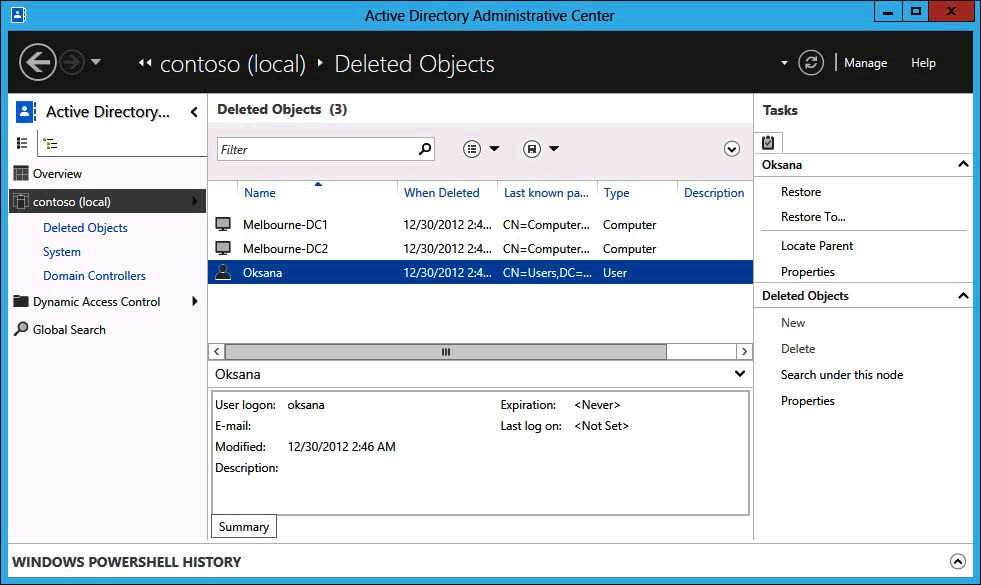 Active Directory Administrative Center
contoso (local) Deleted Objects
Manage Help
Active Directory...
Overview
contoso (local)
Deleted Objects
System
Domain Controllers
Dynamic Access Control
Global Search
Deleted Objects (3)
Filter
Name When Deleted Last known pa... Type Description
Melbourne-DC1 12/30/2012 2:4... CN=Computer... Computer
Melbourne-DC2 12/30/2012 2:4... CN=Computer... Computer
Oksana 12/30/2012 2:4... CN=Users,DC=... User
Oksana
User logon: oksana Expiration: <Never>
E-mail: Last log on: <Not Set>
Modified: 12/30/2012 2:46 AM
Description:
Summary
Tasks
Oksana
Restore
Restore To...
Locate Parent
Properties
Deleted Objects
New
Delete
Search under this node
Properties
WINDOWS POWERSHELL HISTORY